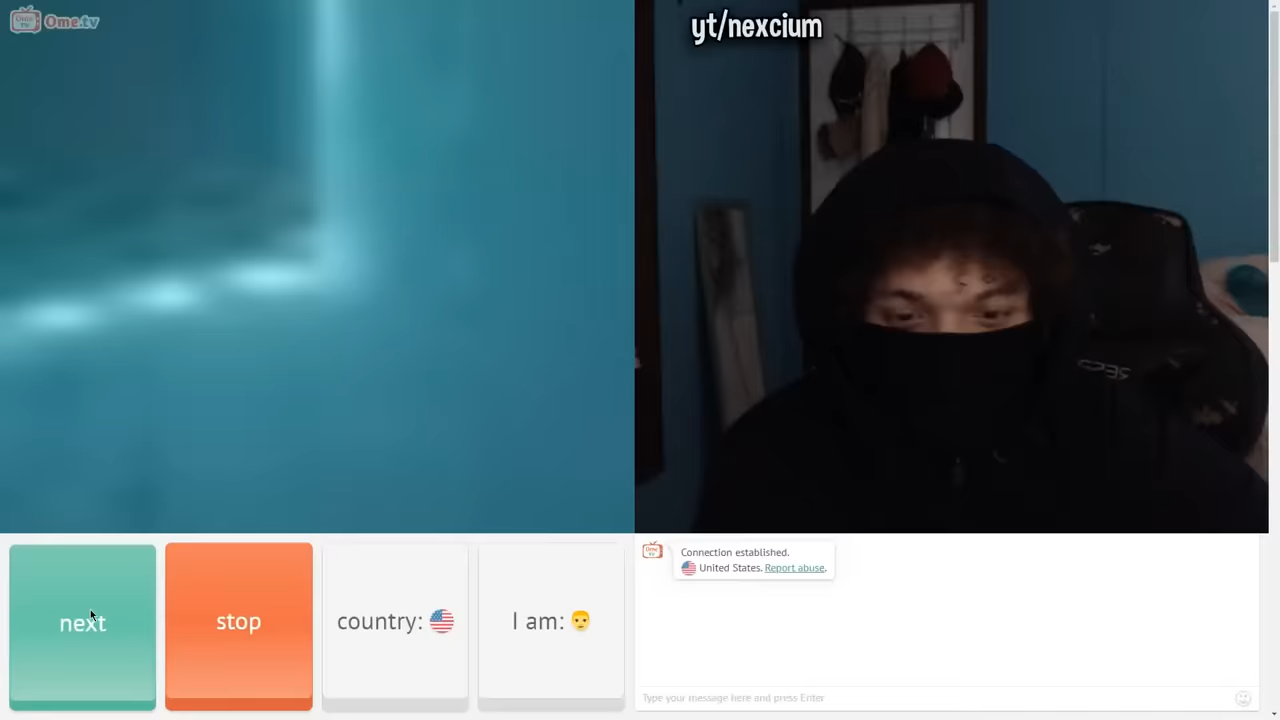 Ome.tv
yt/nexcium
next
stop
country:
I am:
Connection established.
United States. Report abuse.
Type your message here and press Enter